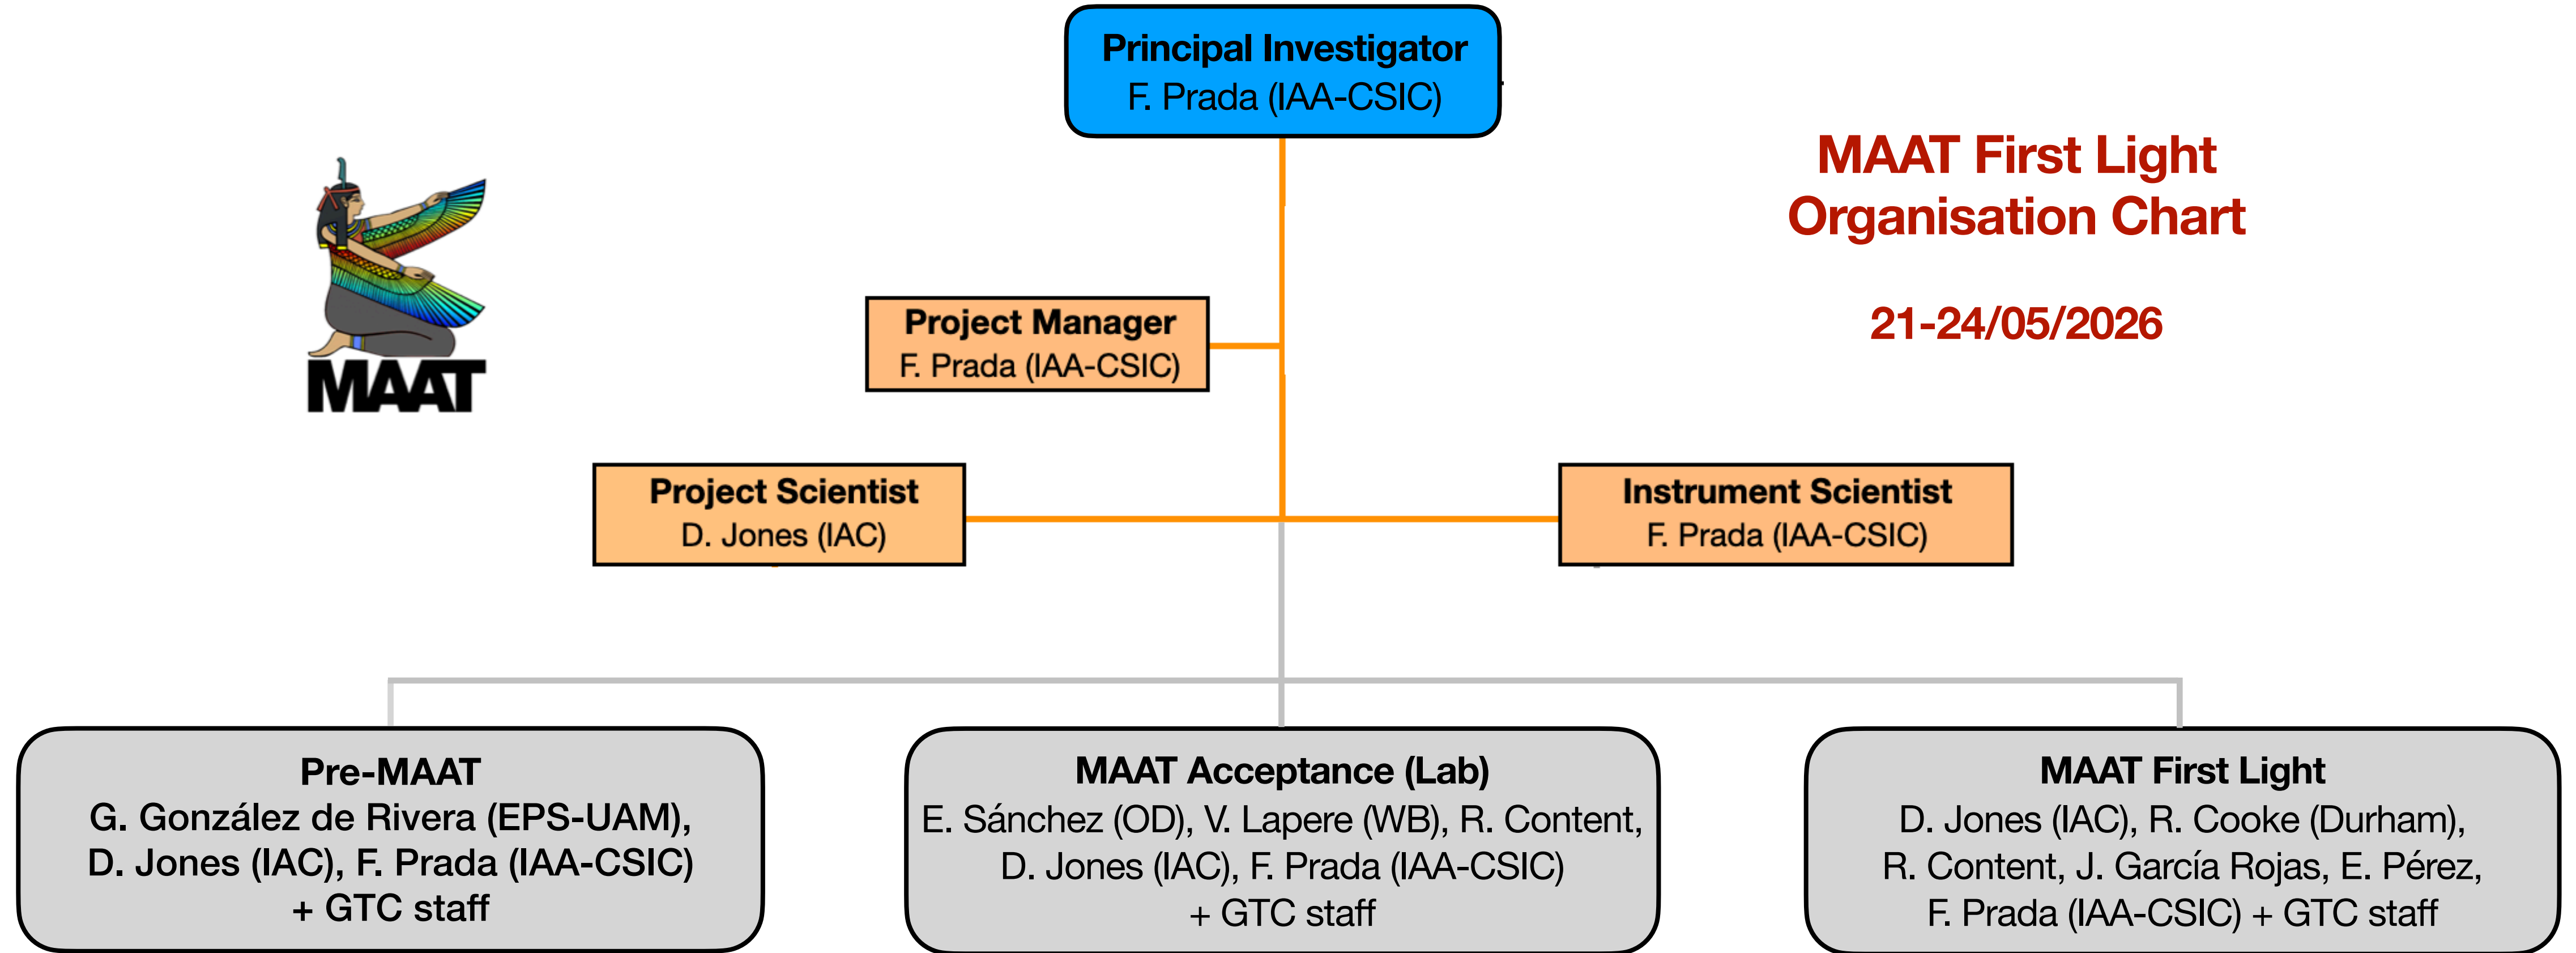 Principal Investigator
F. Prada (IAA-CSIC)
MAAT First Light
Organisation Chart
21-24/05/2026
MAAT
Project Manager
F. Prada (IAA-CSIC)
Project Scientist
D. Jones (IAC)
Instrument Scientist
F. Prada (IAA-CSIC)
Pre-MAAT
G. González de Rivera (EPS-UAM),
D. Jones (IAC), F. Prada (IAA-CSIC)
+ GTC staff
MAAT Acceptance (Lab)
E. Sánchez (OD), V. Lapere (WB), R. Content,
D. Jones (IAC), F. Prada (IAA-CSIC)
+ GTC staff
MAAT First Light
D. Jones (IAC), R. Cooke (Durham),
R. Content, J. García Rojas, E. Pérez,
F. Prada (IAA-CSIC) + GTC staff